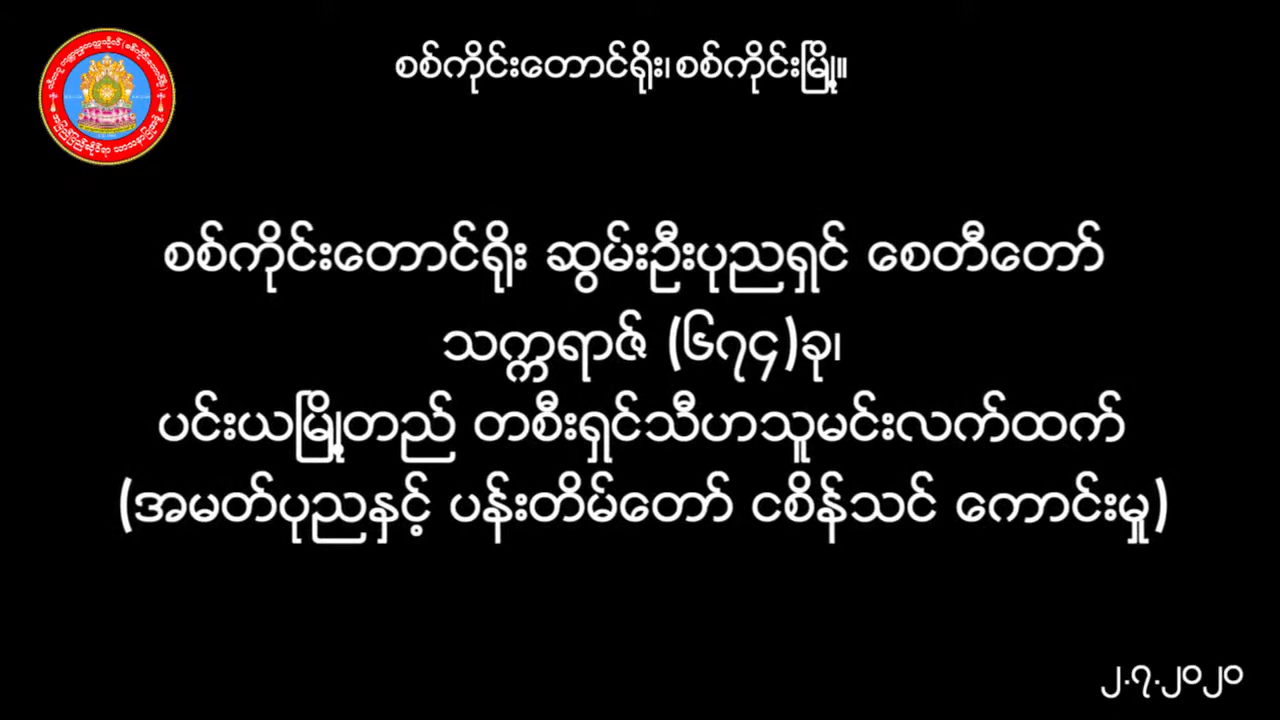 စစ်ကိုင်းတောင်ရိုး၊ စစ်ကိုင်းမြို့။
စစ်ကိုင်းတောင်ရိုး ဆွမ်းဦးပုညရှင် စေတီတော်
သက္ကရာဇ် (၆၇၄)ခု၊
ပင်းယမြို့တည် တစီးရှင်သီဟသူမင်းလက်ထက်
(အမတ်ပုညနှင့် ပန်းတိမ်တော် ငစိန်သင် ကောင်းမှု)
၂.၇.၂၀၂၀